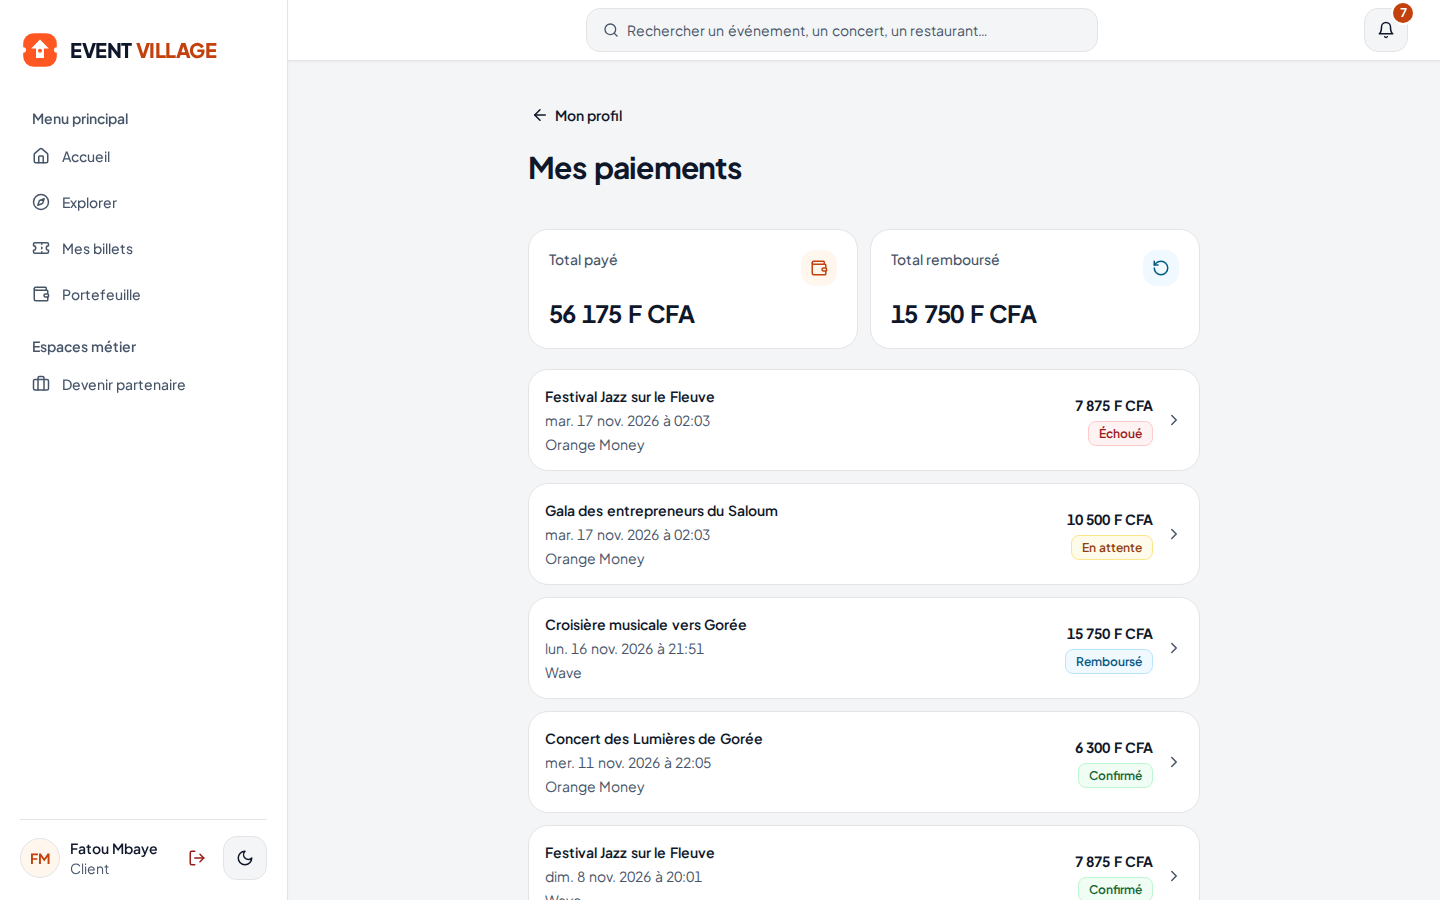 EVENT VILLAGE
Rechercher un événement, un concert, un restaurant...
7
Menu principal
Accueil
Explorer
Mes billets
Portefeuille
Espaces métier
Devenir partenaire
FM
Fatou Mbaye
Client
Mon profil
Mes paiements
Total payé
56 175 F CFA
Total remboursé
15 750 F CFA
Festival Jazz sur le Fleuve
mar. 17 nov. 2026 à 02:03
Orange Money
7 875 F CFA
Échoué
Gala des entrepreneurs du Saloum
mar. 17 nov. 2026 à 02:03
Orange Money
10 500 F CFA
En attente
Croisière musicale vers Gorée
lun. 16 nov. 2026 à 21:51
Wave
15 750 F CFA
Remboursé
Concert des Lumières de Gorée
mer. 11 nov. 2026 à 22:05
Orange Money
6 300 F CFA
Confirmé
Festival Jazz sur le Fleuve
dim. 8 nov. 2026 à 20:01
Wave
7 875 F CFA
Confirmé